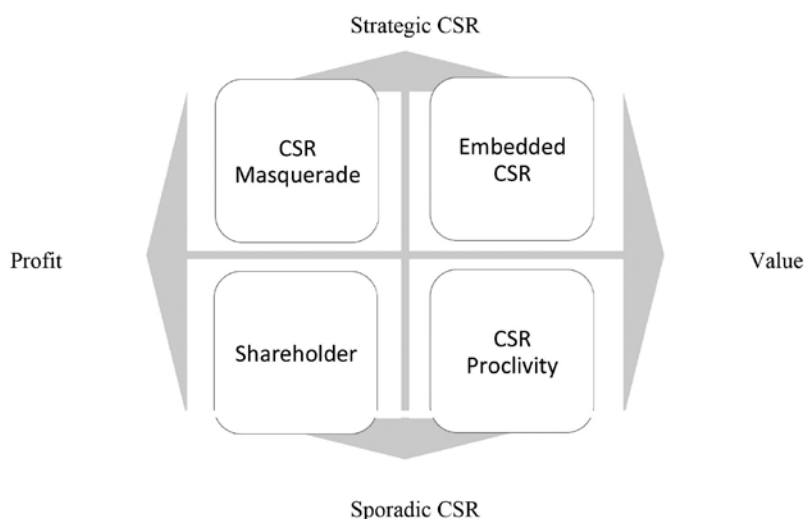 Strategic CSR
CSR
Masquerade
Embedded
CSR
Profit
Value
Shareholder
CSR
Proclivity
Sporadic CSR